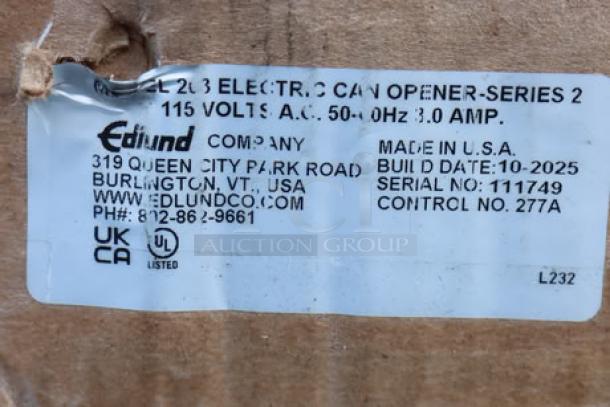 MODEL 203 ELECTRIC CAN OPENER-SERIES 2
115 VOLTS A.C. 50-60Hz 3.0 AMP.
Edlund COMPANY
319 QUEEN CITY PARK ROAD
BURLINGTON, VT., USA
WWW.EDLUNDCO.COM
PH#: 802-862-9661
MADE IN U.S.A.
BUILD DATE:10-2025
SERIAL NO: 111749
CONTROL NO. 277A
UK
CA
UL
LISTED
AUCTION GROUP
L232